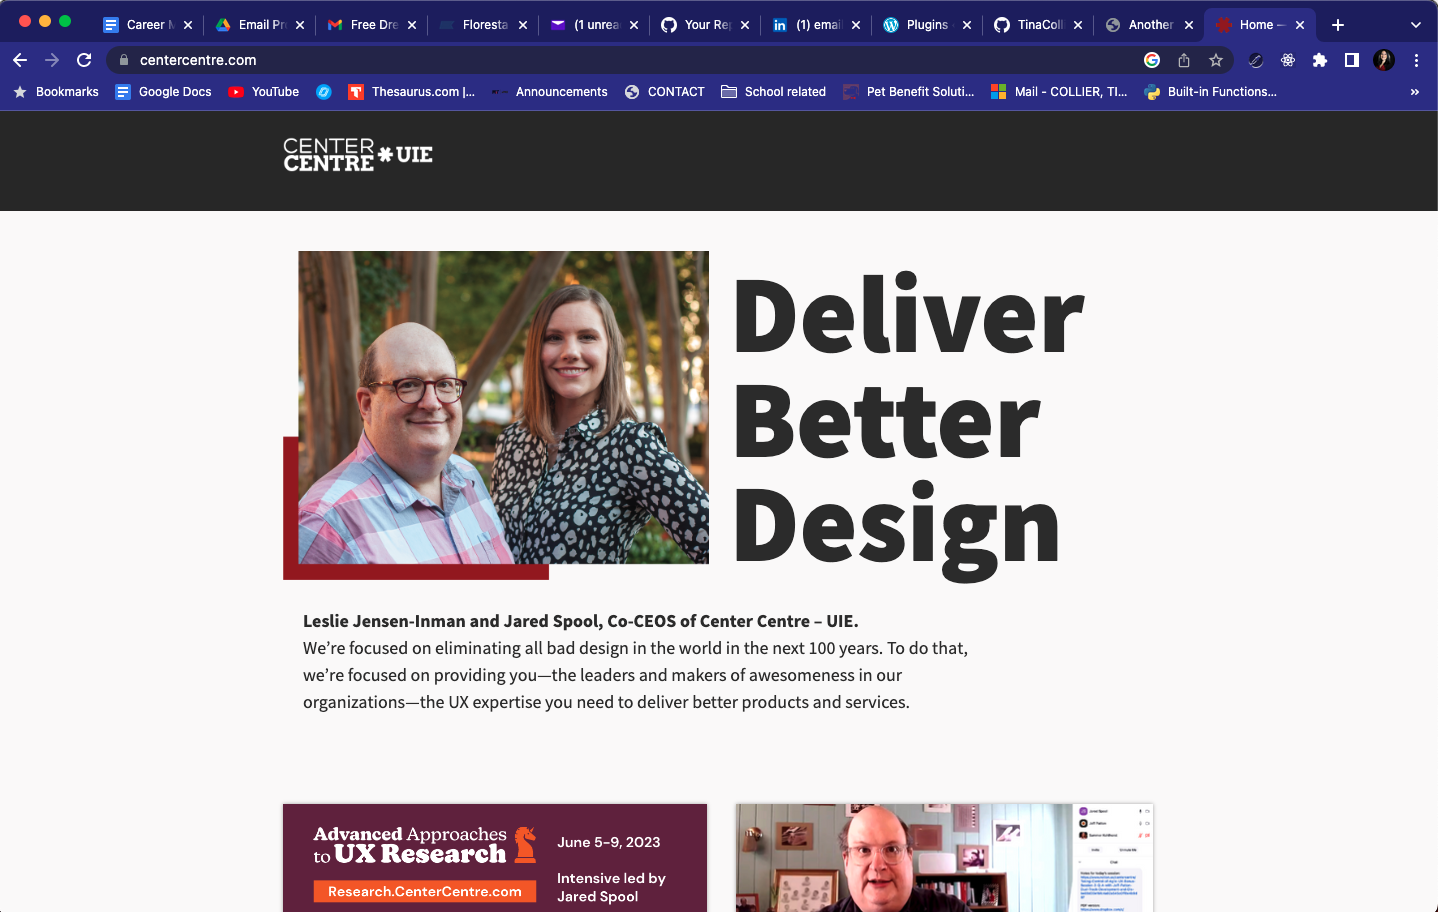 Career M
Email Pro
Free Dre
Floresta
(1 unrea
Your Rep
(1) email
Plugins
TinaColl
Another
Home —
centercentre.com
Bookmarks
Google Docs
YouTube
Thesaurus.com |...
Announcements
CONTACT
School related
Pet Benefit Soluti...
Mail - COLLIER, TI...
Built-in Functions...
»
CENTER
CENTRE * UIE
Deliver
Better
Design
Leslie Jensen-Inman and Jared Spool, Co-CEOS of Center Centre – UIE.
We’re focused on eliminating all bad design in the world in the next 100 years. To do that,
we’re focused on providing you—the leaders and makers of awesomeness in our
organizations—the UX expertise you need to deliver better products and services.
Advanced Approaches
to UX Research
Research.CenterCentre.com
June 5-9, 2023
Intensive led by
Jared Spool
Jared Spool
Chat